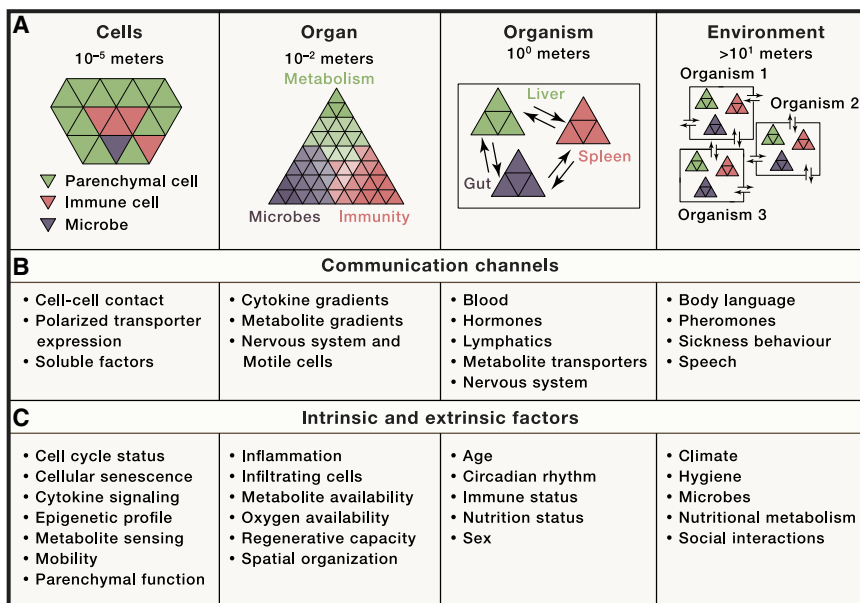 A
Cells
10⁻⁵ meters
Parenchymal cell
Immune cell
Microbe
Organ
10⁻² meters
Metabolism
Microbes
Immunity
Organism
10⁰ meters
Liver
Gut
Spleen
Environment
>10¹ meters
Organism 1
Organism 2
Organism 3
B
Communication channels
• Cell-cell contact
• Polarized transporter
expression
• Soluble factors
• Cytokine gradients
• Metabolite gradients
• Nervous system and
Motile cells
• Blood
• Hormones
• Lymphatics
• Metabolite transporters
• Nervous system
• Body language
• Pheromones
• Sickness behaviour
• Speech
C
Intrinsic and extrinsic factors
• Cell cycle status
• Cellular senescence
• Cytokine signaling
• Epigenetic profile
• Metabolite sensing
• Mobility
• Parenchymal function
• Inflammation
• Infiltrating cells
• Metabolite availability
• Oxygen availability
• Regenerative capacity
• Spatial organization
• Age
• Circadian rhythm
• Immune status
• Nutrition status
• Sex
• Climate
• Hygiene
• Microbes
• Nutritional metabolism
• Social interactions